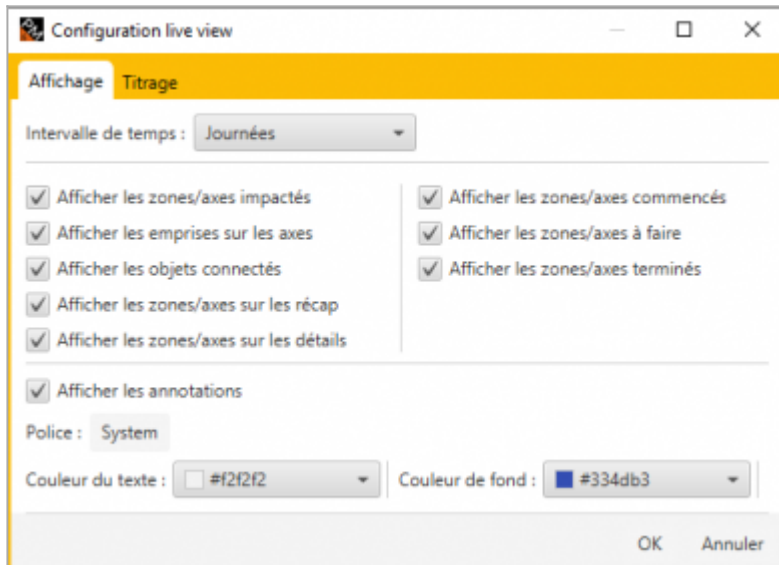 Configuration live view
Affichage Titrage
Intervalle de temps : Journées
Afficher les zones/axes impactés
Afficher les emprises sur les axes
Afficher les objets connectés
Afficher les zones/axes sur les récap
Afficher les zones/axes sur les détails
Afficher les zones/axes commencés
Afficher les zones/axes à faire
Afficher les zones/axes terminés
Afficher les annotations
Police : System
Couleur du texte : #f2f2f2 Couleur de fond : #334db3
OK Annuler